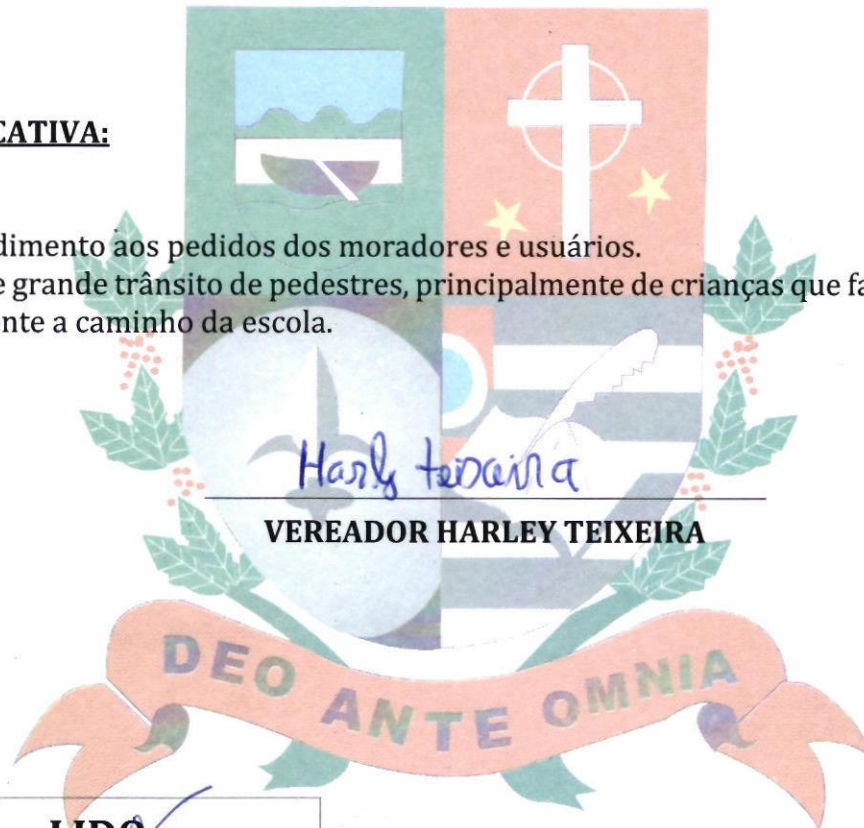 CATIVA:
dimento aos pedidos dos moradores e usuários.
e grande trânsito de pedestres, principalmente de crianças que fa
ente a caminho da escola.
Harly teixeira
VEREADOR HARLEY TEIXEIRA
DEO ANTE OMNIA
LIDO